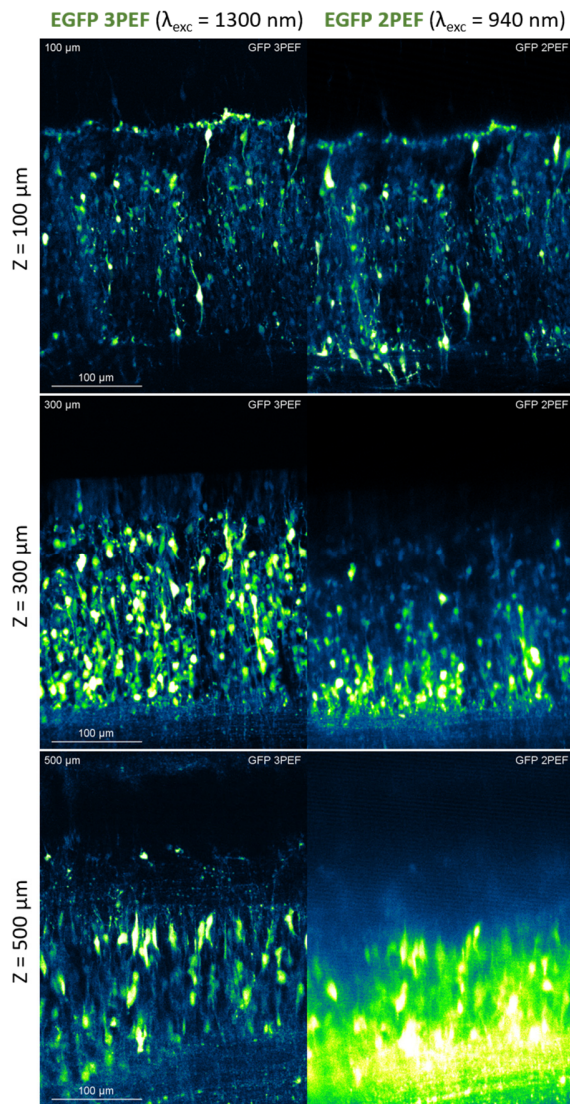 EGFP 3PEF (λexc = 1300 nm) EGFP 2PEF (λexc = 940 nm)
Z = 100 µm
100 µm GFP 3PEF GFP 2PEF
100 µm
Z = 300 µm
300 µm GFP 3PEF GFP 2PEF
100 µm
Z = 500 µm
500 µm GFP 3PEF GFP 2PEF
100 µm